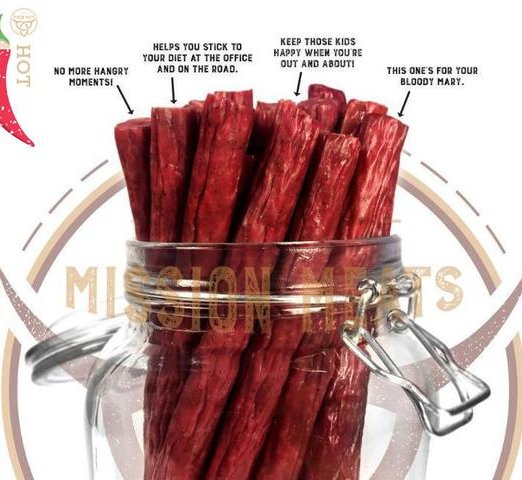 HOT
NO MORE HANGRY
MOMENTS!
HELPS YOU STICK TO
YOUR DIET AT THE OFFICE
AND ON THE ROAD.
KEEP THOSE KIDS
HAPPY WHEN YOU'RE
OUT AND ABOUT!
THIS ONE'S FOR YOUR
BLOODY MARY.
MISSION MEATS